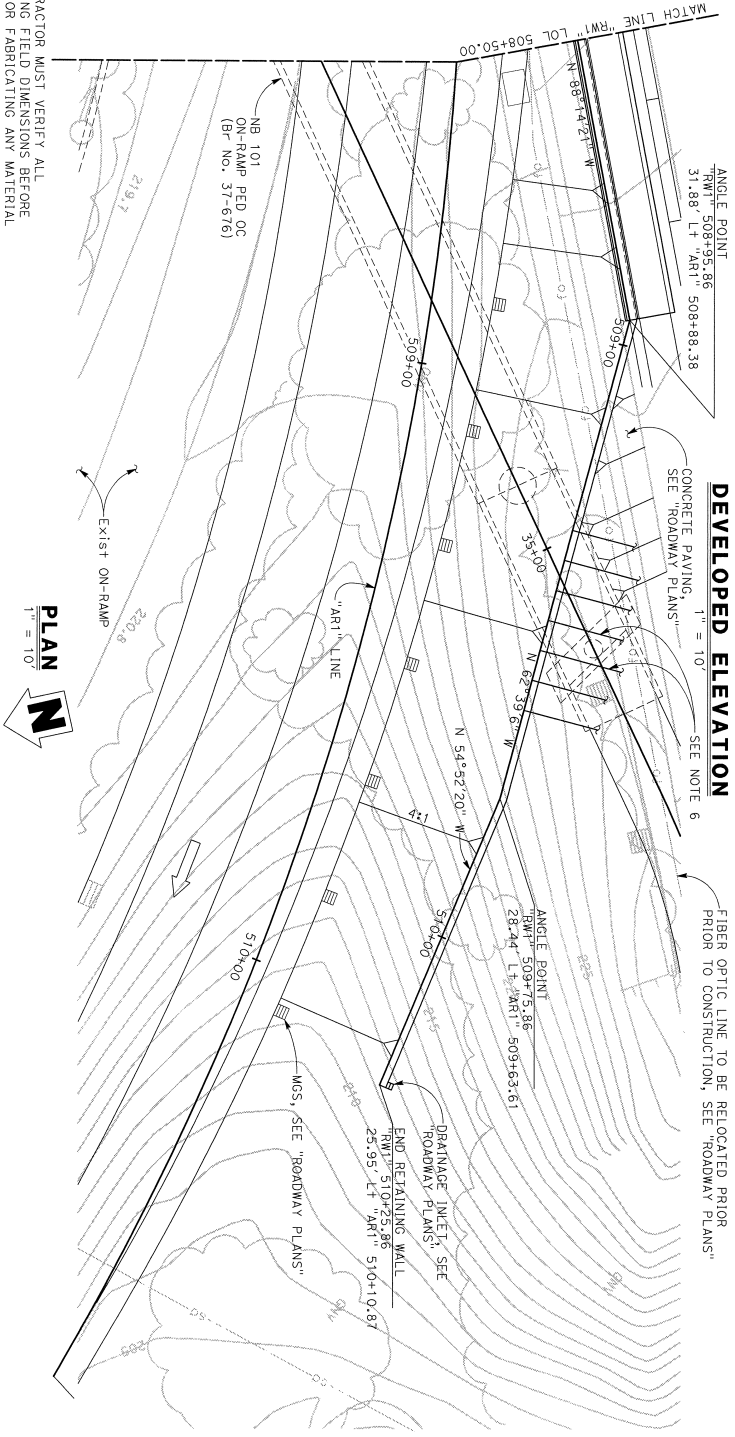 DEVELOPED ELEVATION
1" = 10'
MATCH LINE "RW1" LOL 508+50.00
ANGLE POINT
"RW1" 508+95.86
31.88' Lt "AR1" 508+88.38
CONCRETE PAVING,
SEE "ROADWAY PLANS"
SEE NOTE 6
FIBER OPTIC LINE TO BE RELOCATED PRIOR
PRIOR TO CONSTRUCTION, SEE "ROADWAY PLANS"
N 88°14'21" W
509+00
35+00
N 62°39'6" W
N 54°52'20" W
4:1
ANGLE POINT
"RW1" 509+75.86
28.44' Lt "AR1" 509+63.61
225
510+00
215
DRAINAGE INLET, SEE
"ROADWAY PLANS"
END RETAINING WALL
"RW1" 510+25.86
25.95' Lt "AR1" 510+10.87
210
MGS, SEE "ROADWAY PLANS"
509+00
"AR1" LINE
510+00
NB 101
ON-RAMP PED OC
(Br No. 37-676)
219.7
Exist ON-RAMP
220.8
205
PLAN
1" = 10'
N
RACTOR MUST VERIFY ALL
NG FIELD DIMENSIONS BEFORE
OR FABRICATING ANY MATERIAL